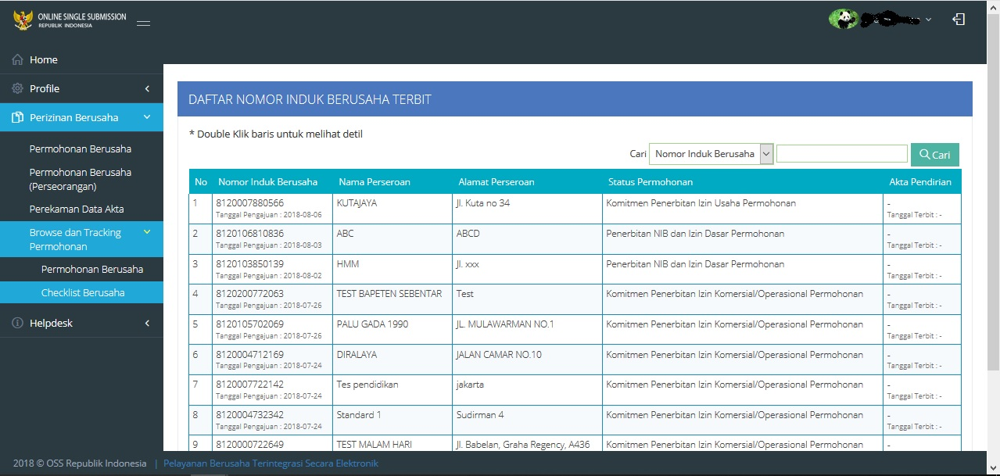 ONLINE SINGLE SUBMISSION
REPUBLIK INDONESIA
Home
Profile
Perizinan Berusaha
Permohonan Berusaha
Permohonan Berusaha
(Perseorangan)
Perekaman Data Akta
Browse dan Tracking
Permohonan
Permohonan Berusaha
Checklist Berusaha
Helpdesk
DAFTAR NOMOR INDUK BERUSAHA TERBIT
* Double Klik baris untuk melihat detil
Cari Nomor Induk Berusaha Cari
No Nomor Induk Berusaha Nama Perseroan Alamat Perseroan Status Permohonan Akta Pendirian
1 8120007880566 KUTAJAYA Jl. Kuta no 34 Komitmen Penerbitan Izin Usaha Permohonan -
Tanggal Pengajuan : 2018-08-06 Tanggal Terbit : -
2 8120106810836 ABC ABCD Penerbitan NIB dan Izin Dasar Permohonan -
Tanggal Pengajuan : 2018-08-03 Tanggal Terbit : -
3 8120103850139 HMM Jl. xxx Penerbitan NIB dan Izin Dasar Permohonan -
Tanggal Pengajuan : 2018-08-02 Tanggal Terbit : -
4 8120200772063 TEST BAPETEN SEBENTAR Test Komitmen Penerbitan Izin Komersial/Operasional Permohonan -
Tanggal Pengajuan : 2018-07-26 Tanggal Terbit : -
5 8120105702069 PALU GADA 1990 JL. MULAWARMAN NO.1 Komitmen Penerbitan Izin Komersial/Operasional Permohonan -
Tanggal Pengajuan : 2018-07-26 Tanggal Terbit : -
6 8120004712169 DIRALAYA JALAN CAMAR NO.10 Komitmen Penerbitan Izin Komersial/Operasional Permohonan -
Tanggal Pengajuan : 2018-07-24 Tanggal Terbit : -
7 8120007722142 Tes pendidikan jakarta Komitmen Penerbitan Izin Komersial/Operasional Permohonan -
Tanggal Pengajuan : 2018-07-24 Tanggal Terbit : -
8 8120004732342 Standard 1 Sudirman 4 Komitmen Penerbitan Izin Komersial/Operasional Permohonan -
Tanggal Pengajuan : 2018-07-24 Tanggal Terbit : -
9 8120000722649 TEST MALAM HARI Jl. Babelan, Graha Regency, A436 Komitmen Penerbitan Izin Komersial/Operasional Permohonan -
2018 © OSS Republik Indonesia | Pelayanan Berusaha Terintegrasi Secara Elektronik